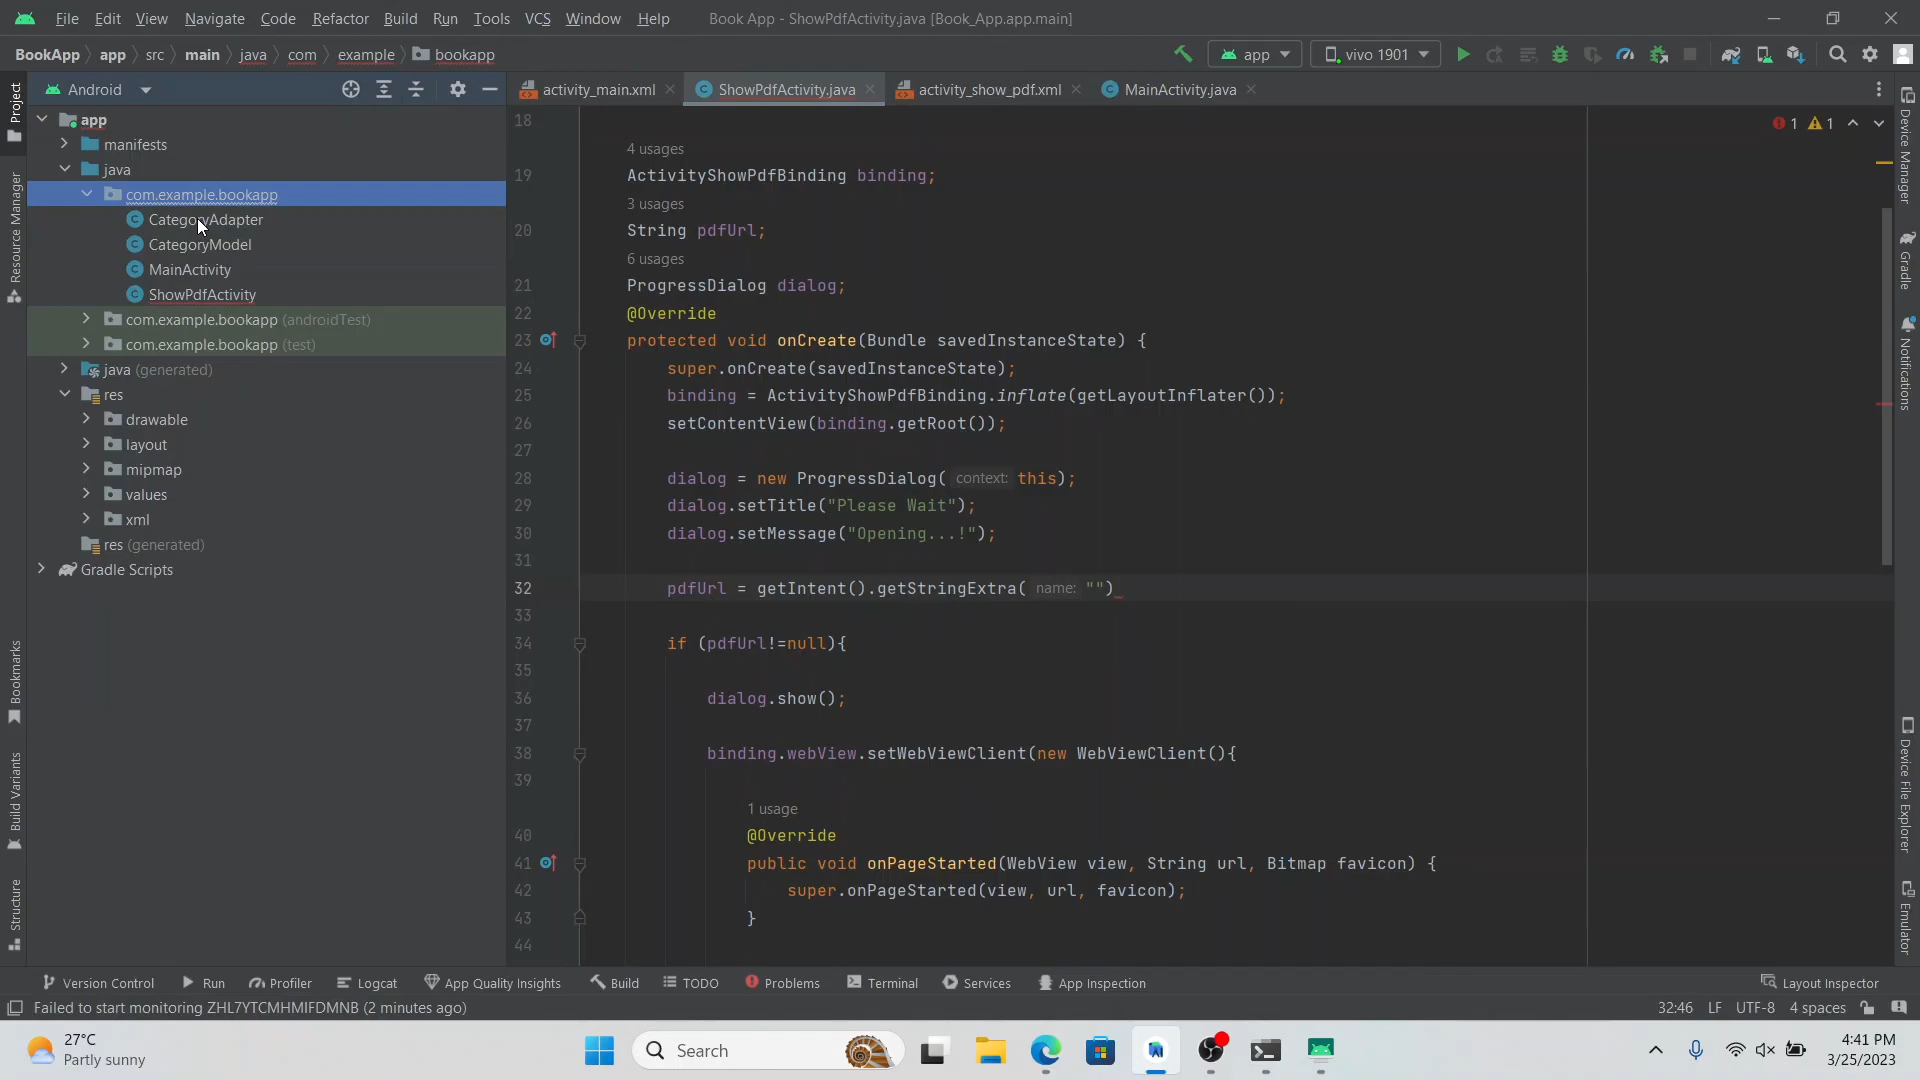 File Edit View Navigate Code Refactor Build Run Tools VCS Window Help Book App - ShowPdfActivity.java [Book_App.app.main]
BookApp app src main java com example bookapp app vivo 1901
Project Android activity_main.xml ShowPdfActivity.java activity_show_pdf.xml MainActivity.java Device Manager
app
manifests
java
com.example.bookapp
CategoryAdapter
CategoryModel
MainActivity
ShowPdfActivity
com.example.bookapp (androidTest)
com.example.bookapp (test)
java (generated)
res
drawable
layout
mipmap
values
xml
res (generated)
Gradle Scripts
Resource Manager
Bookmarks
Build Variants
Structure
1 1
18
4 usages
19 ActivityShowPdfBinding binding;
3 usages
20 String pdfUrl;
6 usages
21 ProgressDialog dialog;
22 @Override
23 protected void onCreate(Bundle savedInstanceState) {
24 super.onCreate(savedInstanceState);
25 binding = ActivityShowPdfBinding.inflate(getLayoutInflater());
26 setContentView(binding.getRoot());
27
28 dialog = new ProgressDialog( context: this);
29 dialog.setTitle("Please Wait");
30 dialog.setMessage("Opening...!");
31
32 pdfUrl = getIntent().getStringExtra( name: "")
33
34 if (pdfUrl!=null){
35
36 dialog.show();
37
38 binding.webView.setWebViewClient(new WebViewClient(){
39
1 usage
40 @Override
41 public void onPageStarted(WebView view, String url, Bitmap favicon) {
42 super.onPageStarted(view, url, favicon);
43 }
44
Gradle
Notifications
Device File Explorer
Emulator
Version Control Run Profiler Logcat App Quality Insights Build TODO Problems Terminal Services App Inspection Layout Inspector
Failed to start monitoring ZHL7YTCMHMIFDMNB (2 minutes ago) 32:46 LF UTF-8 4 spaces
27°C
Partly sunny
Search
4:41 PM
3/25/2023